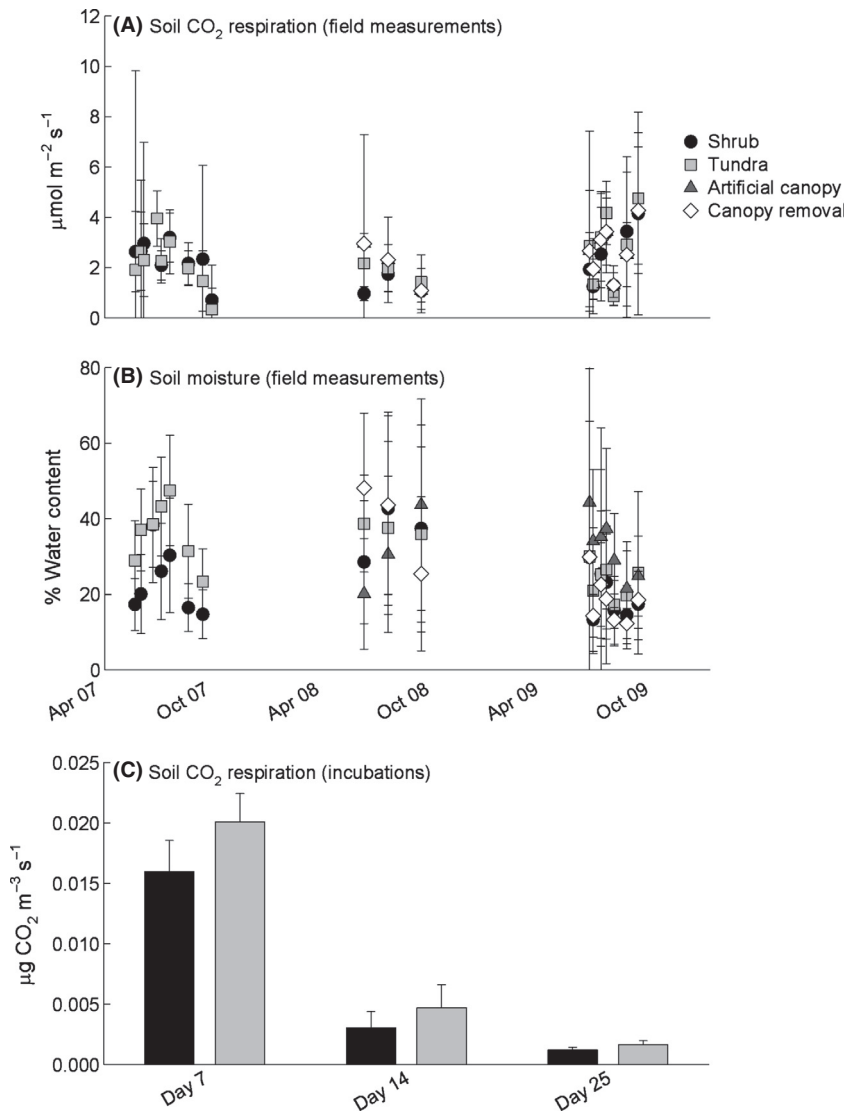 (A) Soil CO₂ respiration (field measurements)
12
10
8
6
4
2
0
μmol m⁻² s⁻¹
Shrub
Tundra
Artificial canopy
Canopy removal
(B) Soil moisture (field measurements)
80
60
40
20
0
% Water content
Apr 07
Oct 07
Apr 08
Oct 08
Apr 09
Oct 09
(C) Soil CO₂ respiration (incubations)
0.025
0.020
0.015
0.010
0.005
0.000
μg CO₂ m⁻³ s⁻¹
Day 7
Day 14
Day 25